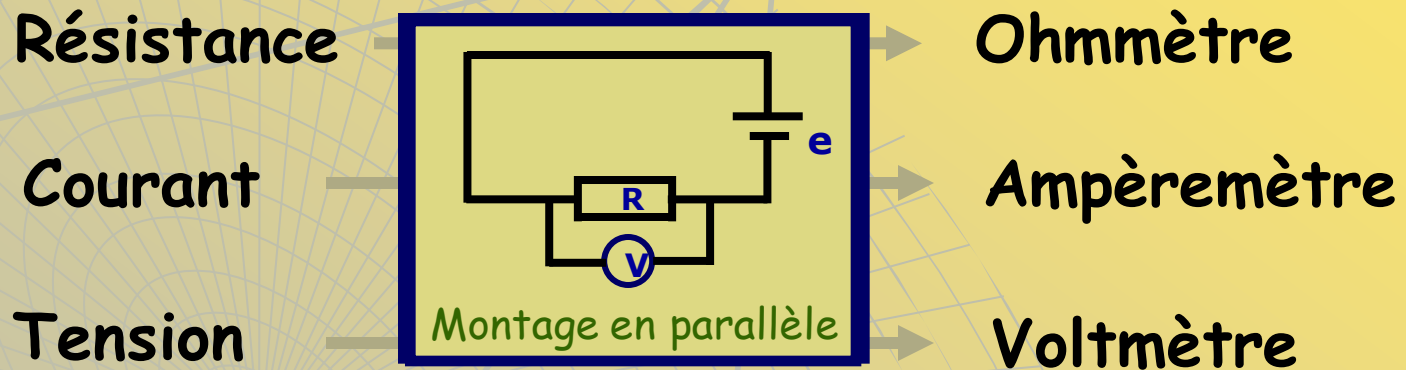 Résistance
Ohmmètre
e
Courant
R
Ampèremètre
V
Montage en parallèle
Tension
Voltmètre